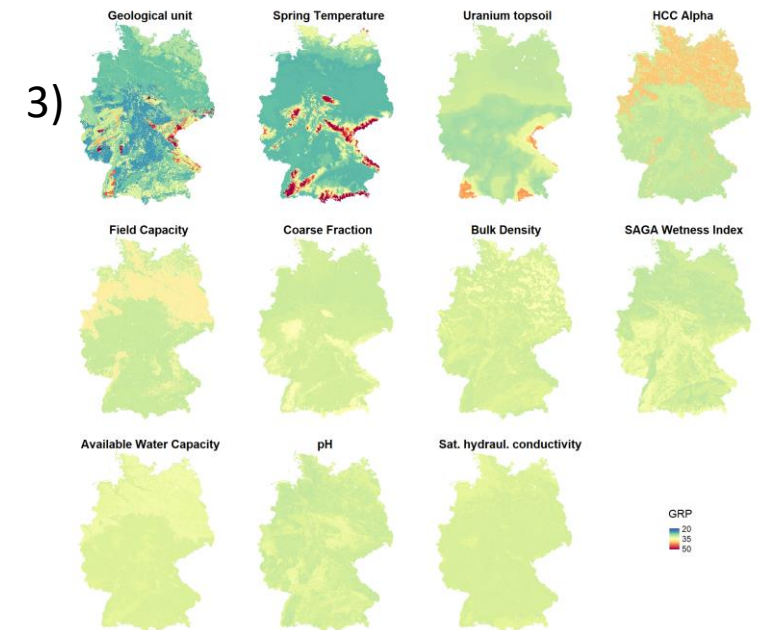 Geological unit
Spring Temperature
Uranium topsoil
HCC Alpha
3)
Field Capacity
Coarse Fraction
Bulk Density
SAGA Wetness Index
Available Water Capacity
pH
Sat. hydraul. conductivity
GRP
20
35
50